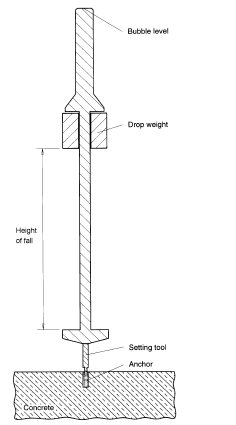 Bubble level
Drop weight
Height
of fall
Setting tool
Anchor
Concrete